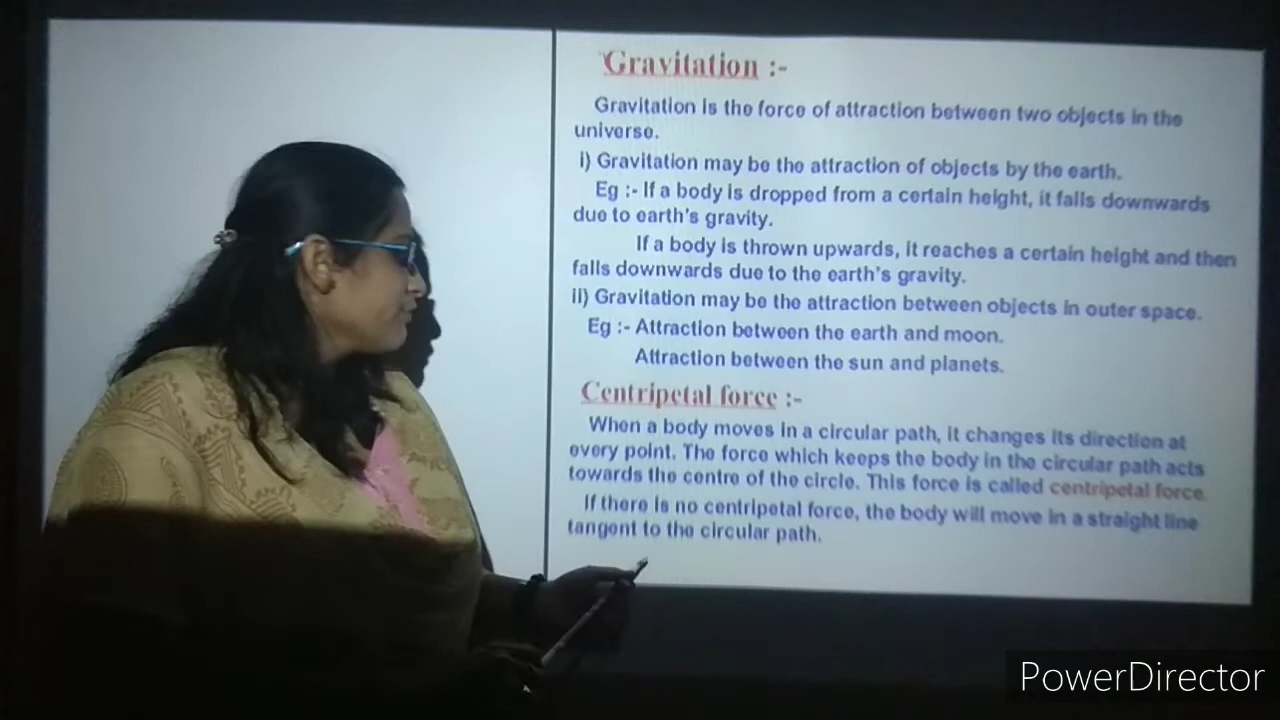 Gravitation :-
Gravitation is the force of attraction between two objects in the
universe.
i) Gravitation may be the attraction of objects by the earth.
Eg :- If a body is dropped from a certain height, it falls downwards
due to earth's gravity.
If a body is thrown upwards, it reaches a certain height and then
falls downwards due to the earth's gravity.
ii) Gravitation may be the attraction between objects in outer space.
Eg :- Attraction between the earth and moon.
Attraction between the sun and planets.
Centripetal force :-
When a body moves in a circular path, it changes its direction at
every point. The force which keeps the body in the circular path acts
towards the centre of the circle. This force is called centripetal force.
If there is no centripetal force, the body will move in a straight line
tangent to the circular path.
PowerDirector